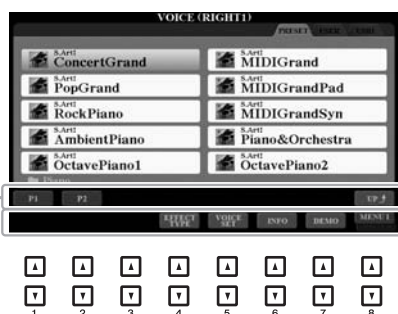 VOICE (RIGHT1)
PRESET USER USB1
S.Art! ConcertGrand
S.Art! MIDIGrand
S.Art! PopGrand
S.Art! MIDIGrandPad
S.Art! RockPiano
S.Art! MIDIGrandSyn
S.Art! AmbientPiano
S.Art! Piano&Orchestra
S.Art! OctavePiano1
S.Art! OctavePiano2
Piano
P1 P2 UP
EFFECT TYPE VOICE SET INFO DEMO MENU 1
1 2 3 4 5 6 7 8